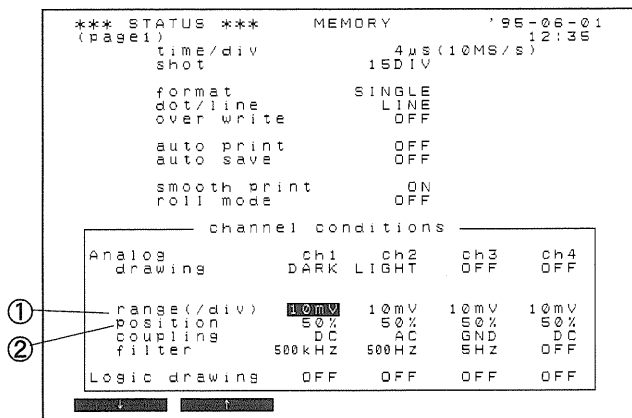 *** STATUS *** MEMORY '95-06-01
(page1) 12:35
time/div 4µs(10MS/s)
shot 15DIV
format SINGLE
dot/line LINE
over write OFF
auto print OFF
auto save OFF
smooth print ON
roll mode OFF
channel conditions
Analog Ch1 Ch2 Ch3 Ch4
drawing DARK LIGHT OFF OFF
① range(/div) 10mV 10mV 10mV 10mV
② position 50% 50% 50% 50%
coupling DC AC GND DC
filter 500kHz 500Hz 5Hz OFF
Logic drawing OFF OFF OFF OFF
↓ ↑